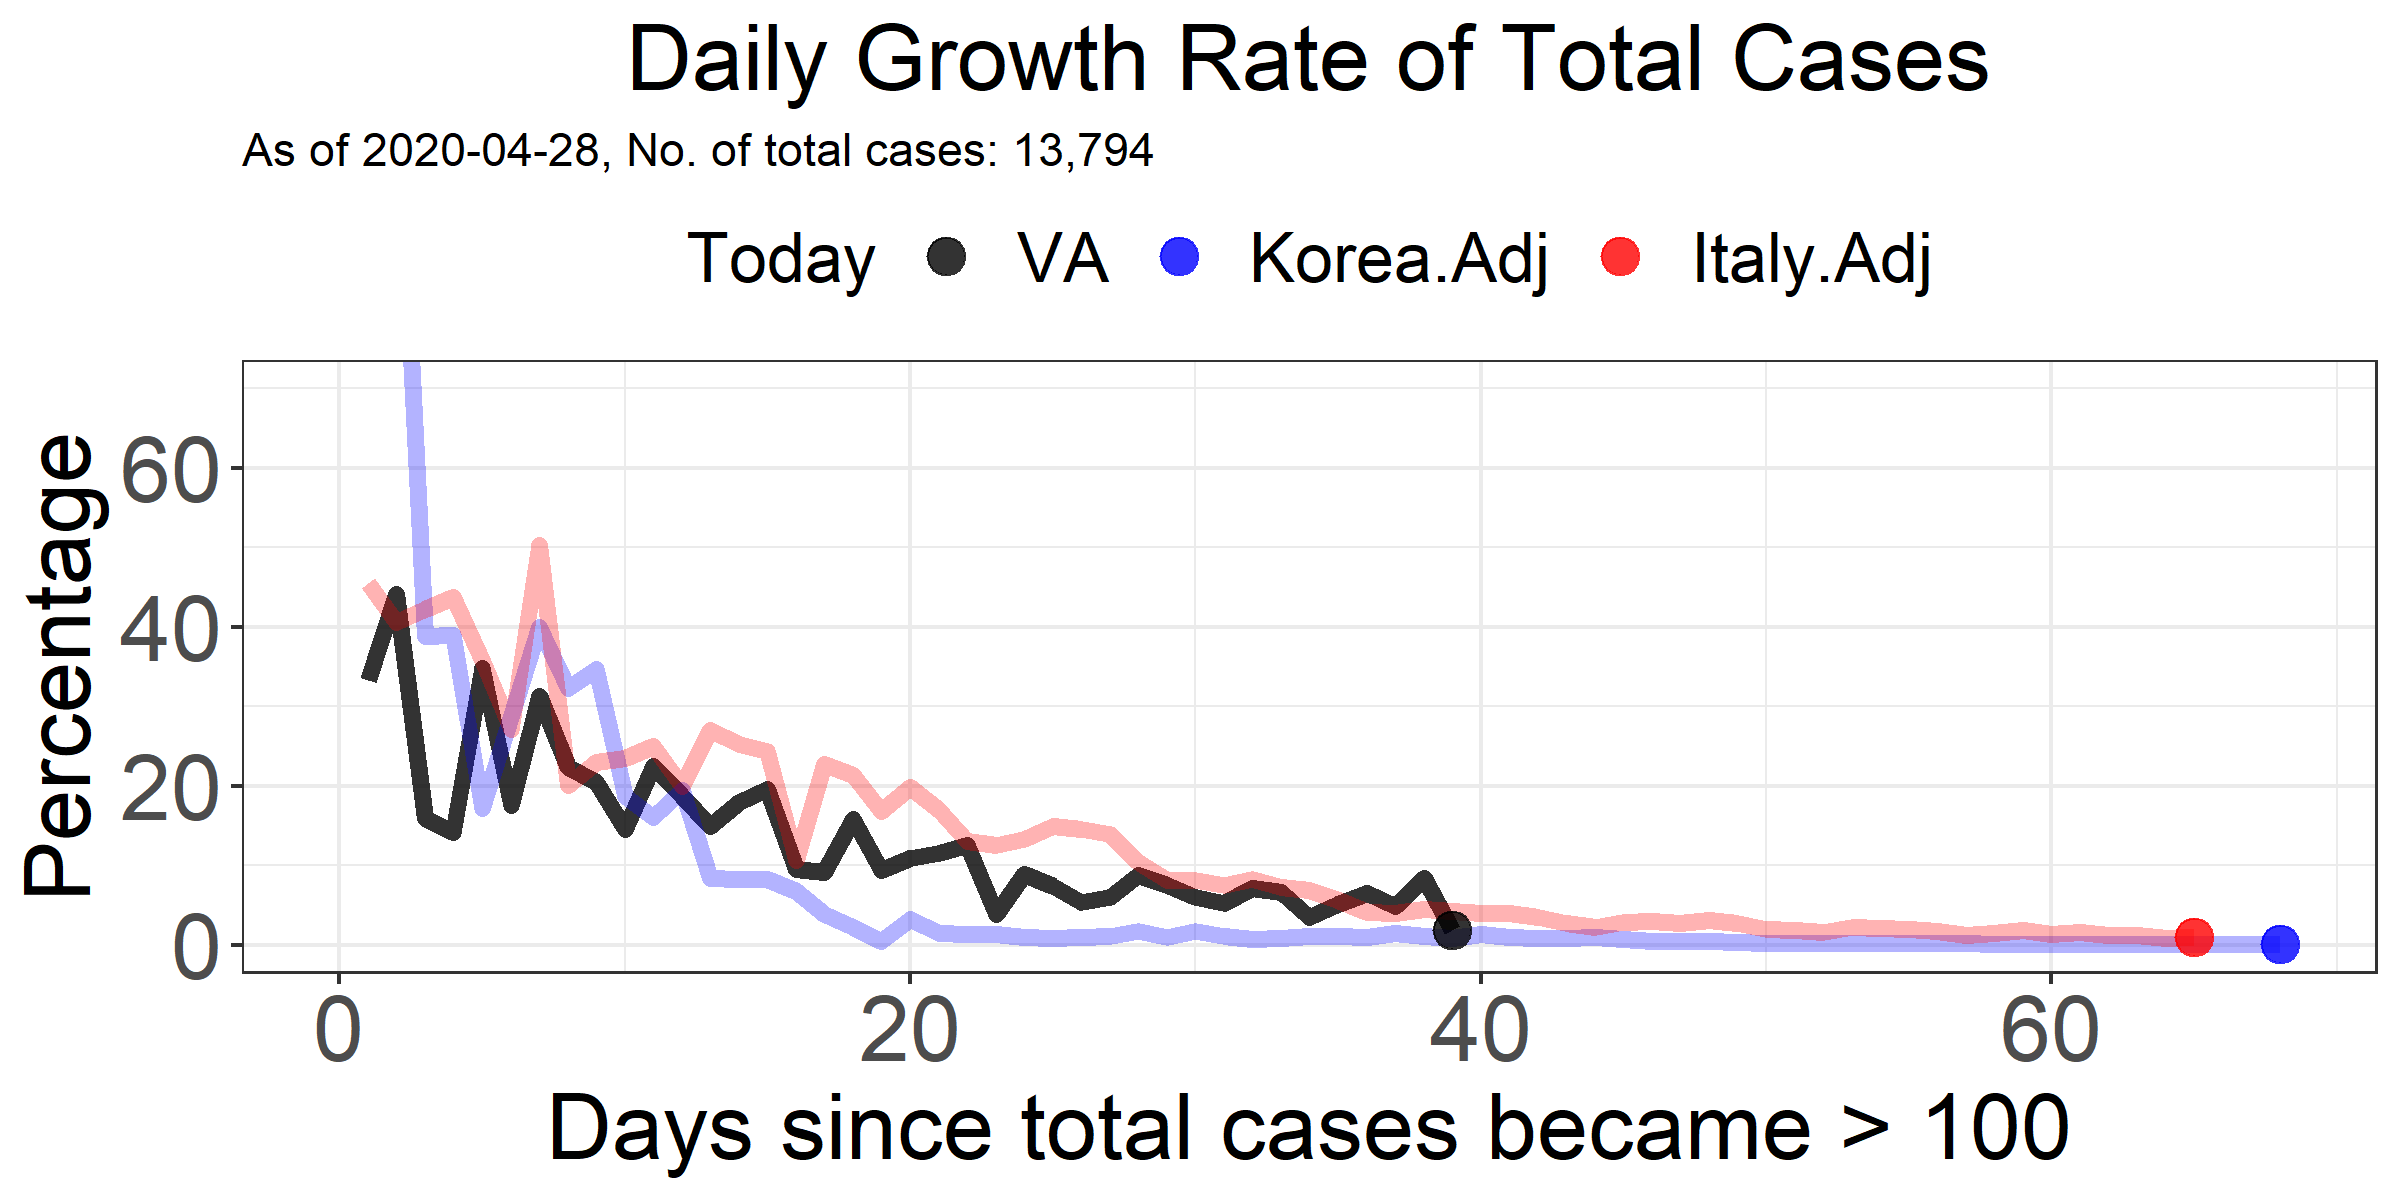 Daily Growth Rate of Total Cases
As of 2020-04-28, No. of total cases: 13,794
Today VA Korea.Adj Italy.Adj
Percentage
60
40
20
0
0 20 40 60
Days since total cases became > 100